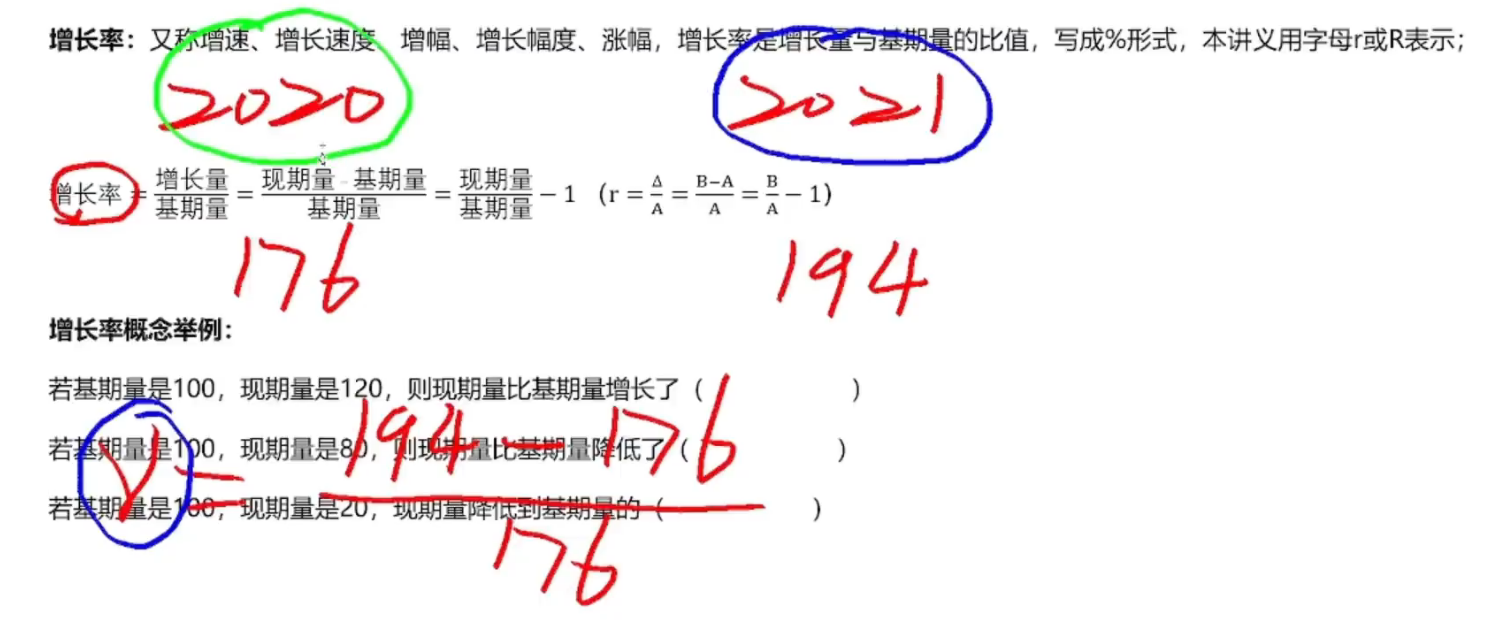 增长率：又称增速、增长速度、增幅、增长幅度、涨幅，增长率是增长量与基期量的比值，写成%形式，本讲义用字母r或R表示；
2020 2021
增长率=增长量/基期量=现期量-基期量/基期量=现期量/基期量-1（r=Δ/A=B-A/A=B/A-1）
176 194
增长率概念举例：
若基期量是100，现期量是120，则现期量比基期量增长了（ ）
若基期量是100，现期量是80，则现期量比基期量降低了（ ）
若基期量是100，现期量是20，现期量降低到基期量的（ ）
r=194-176/176